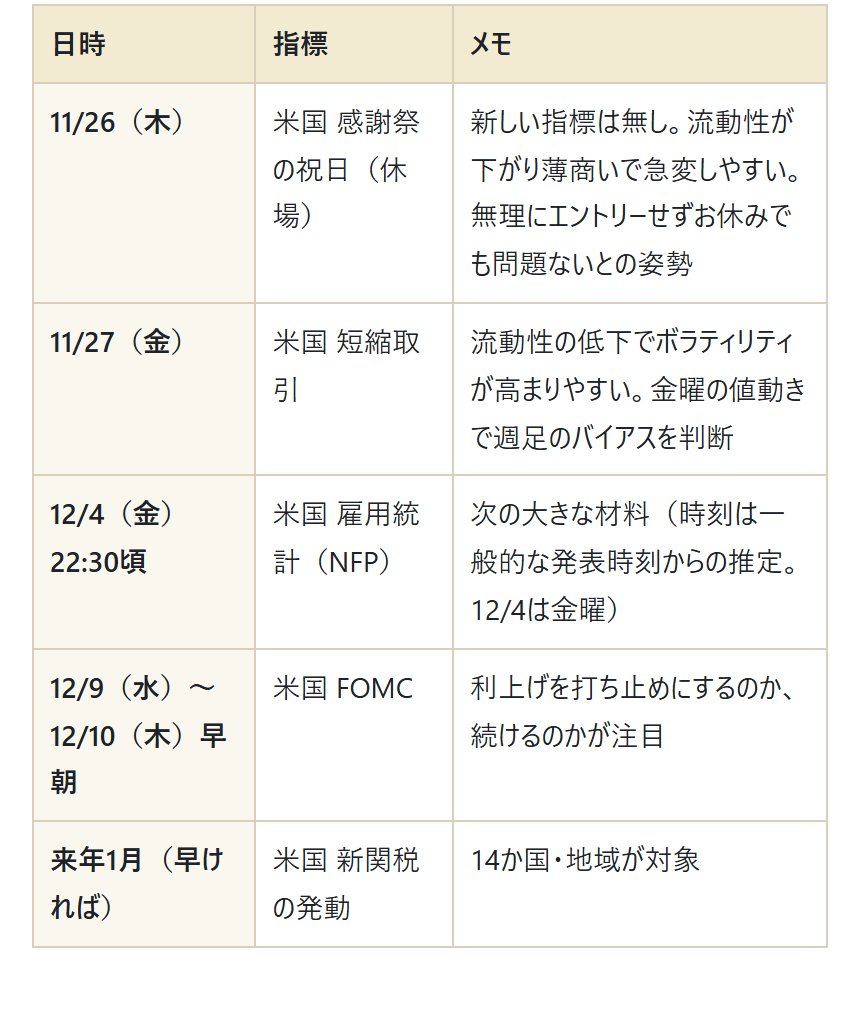 日時
指標
メモ
11/26（木）
米国 感謝祭
の祝日（休
場）
新しい指標は無し。流動性が
下がり薄商いで急変しやすい。
無理にエントリーせずお休みで
も問題ないとの姿勢
11/27（金）
米国 短縮取
引
流動性の低下でボラティリティ
が高まりやすい。金曜の値動き
で週足のバイアスを判断
12/4（金）
22:30頃
米国 雇用統
計（NFP）
次の大きな材料（時刻は一
般的な発表時刻からの推定。
12/4は金曜）
12/9（水）～
12/10（木）早
朝
米国 FOMC
利上げを打ち止めにするのか、
続けるのかが注目
来年1月（早け
れば）
米国 新関税
の発動
14か国・地域が対象